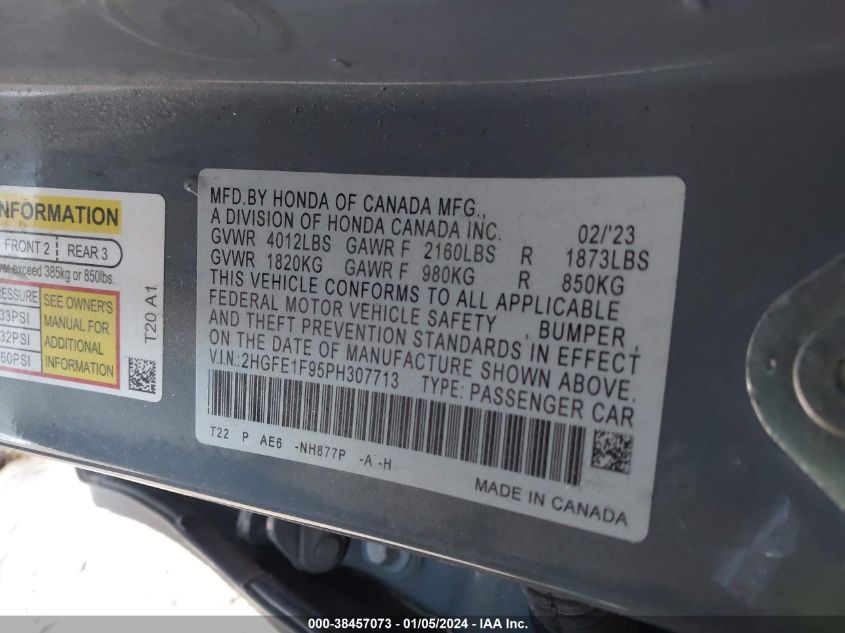 NFORMATION
FRONT 2 REAR 3
ver exceed 385kg or 850lbs.
RESSURE
33PSI
32PSI
60PSI
SEE OWNER'S
MANUAL FOR
ADDITIONAL
INFORMATION
T20 A1
MFD.BY HONDA OF CANADA MFG.,
A DIVISION OF HONDA CANADA INC. 02/'23
GVWR 4012LBS GAWR F 2160LBS R 1873LBS
GVWR 1820KG GAWR F 980KG R 850KG
THIS VEHICLE CONFORMS TO ALL APPLICABLE
FEDERAL MOTOR VEHICLE SAFETY , BUMPER ,
AND THEFT PREVENTION STANDARDS IN EFFECT
ON THE DATE OF MANUFACTURE SHOWN ABOVE.
V.I.N.:2HGFE1F95PH307713 TYPE: PASSENGER CAR
T22 P AE6 -NH877P -A -H
MADE IN CANADA
000-38457073 — 01/05/2024 — IAA Inc.